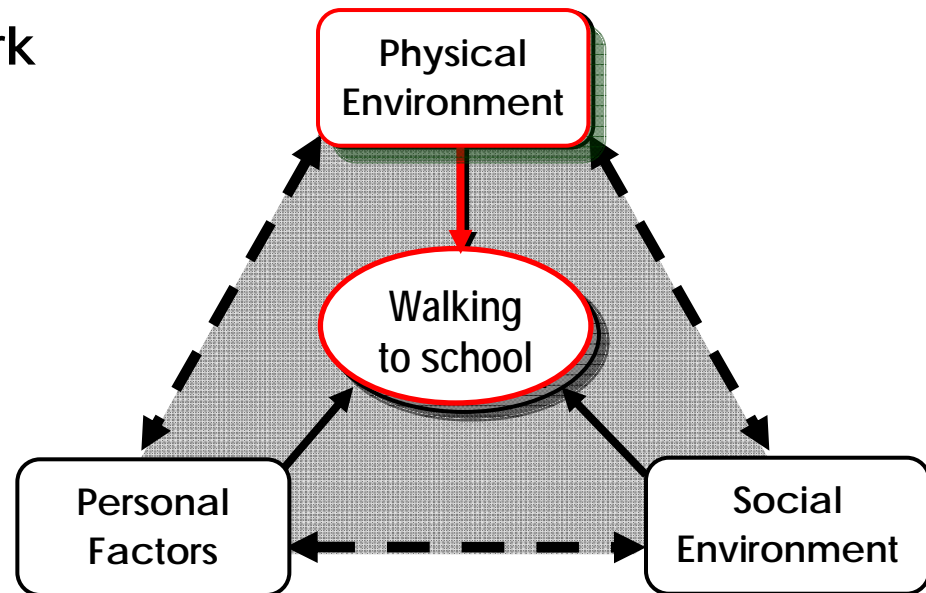 rk
Physical
Environment
Walking
to school
Personal
Factors
Social
Environment